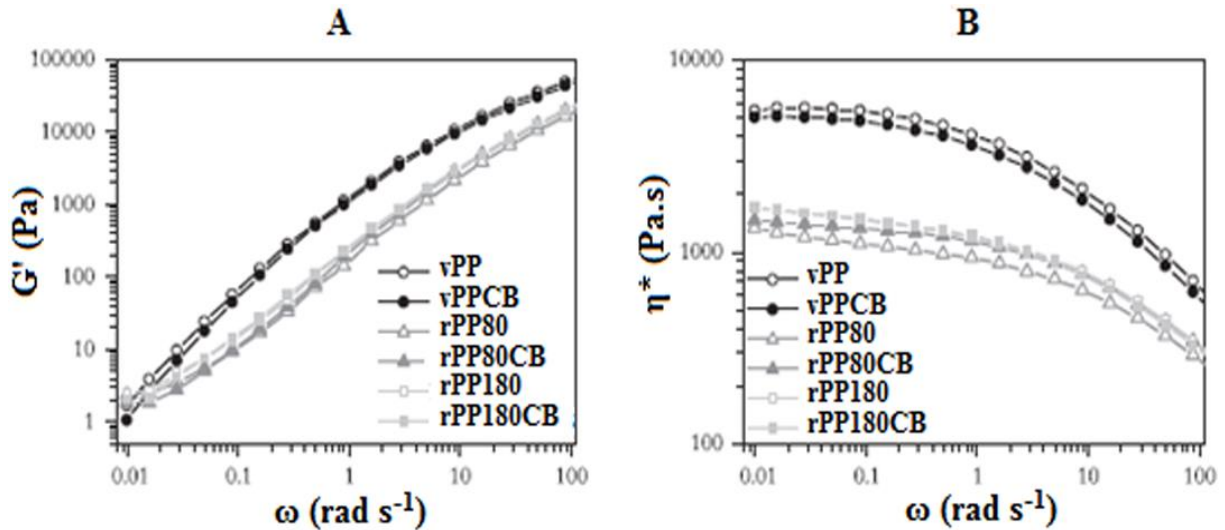 A
B
100000
10000
1000
100
10
1
G' (Pa)
vPP
vPPCB
rPP80
rPP80CB
rPP180
rPP180CB
0.01
0.1
1
10
100
ω (rad s-1)
10000
1000
100
η* (Pa.s)
vPP
vPPCB
rPP80
rPP80CB
rPP180
rPP180CB
0.01
0.1
1
10
100
ω (rad s-1)